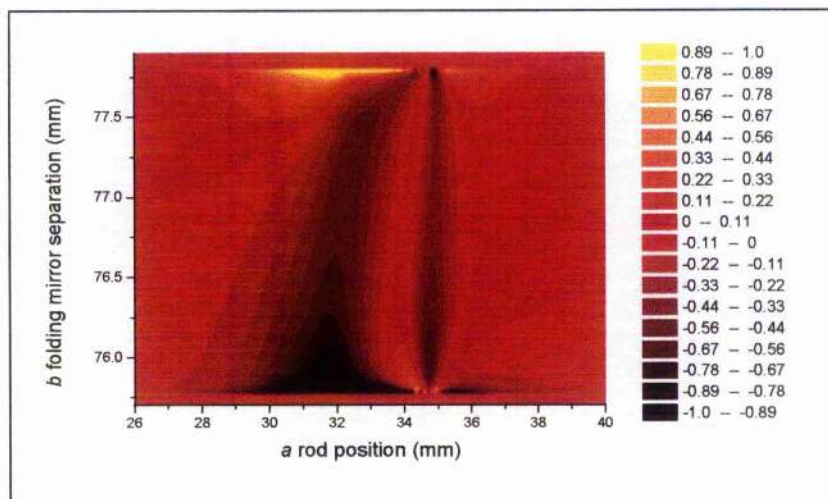 b folding mirror separation (mm)
77.5
77.0
76.5
76.0
26 28 30 32 34 36 38 40
a rod position (mm)
0.89 -- 1.0
0.78 -- 0.89
0.67 -- 0.78
0.56 -- 0.67
0.44 -- 0.56
0.33 -- 0.44
0.22 -- 0.33
0.11 -- 0.22
0 -- 0.11
-0.11 -- 0
-0.22 -- -0.11
-0.33 -- -0.22
-0.44 -- -0.33
-0.56 -- -0.44
-0.67 -- -0.56
-0.78 -- -0.67
-0.89 -- -0.78
-1.0 -- -0.89